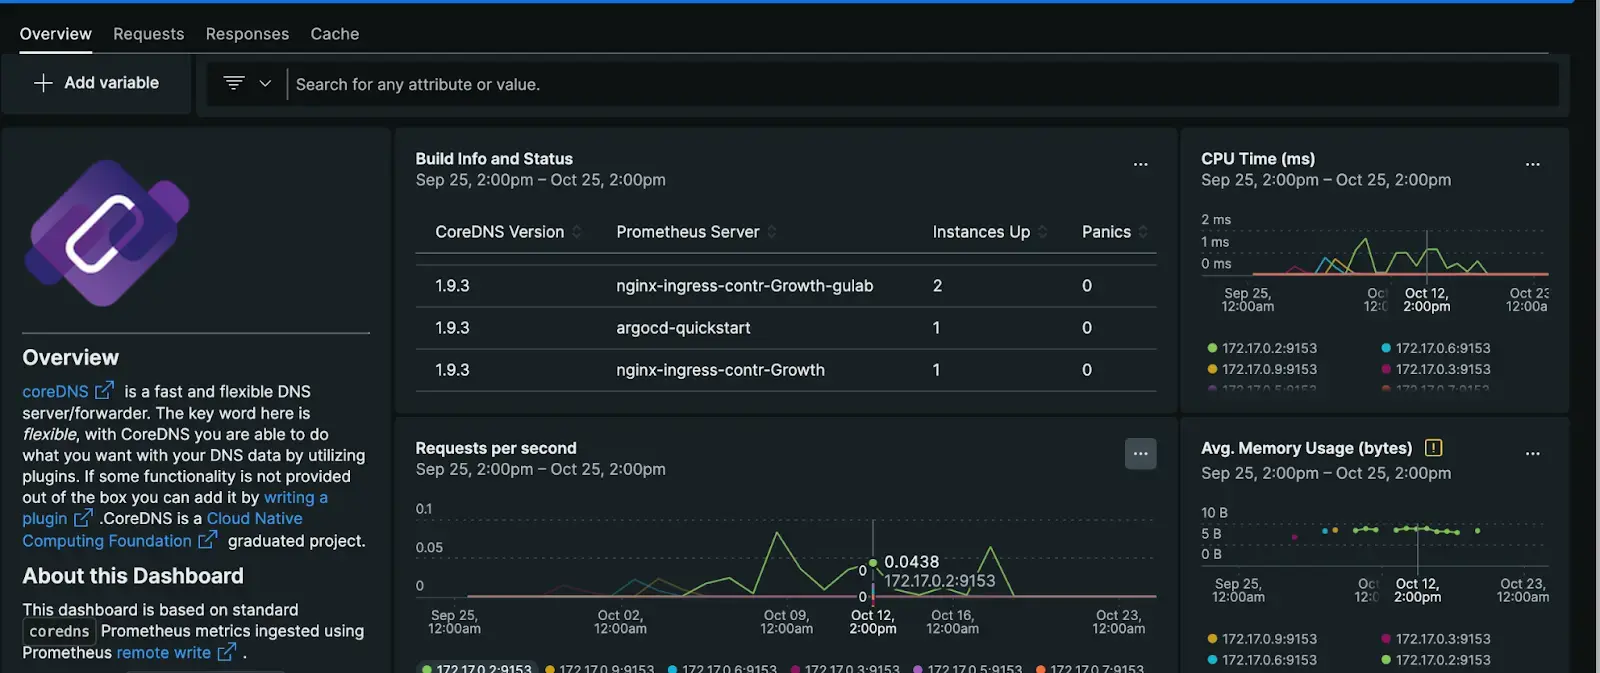 Overview Requests Responses Cache
Add variable
Search for any attribute or value.
Overview
coreDNS is a fast and flexible DNS
server/forwarder. The key word here is
flexible, with CoreDNS you are able to do
what you want with your DNS data by utilizing
plugins. If some functionality is not provided
out of the box you can add it by writing a
plugin .CoreDNS is a Cloud Native
Computing Foundation graduated project.
About this Dashboard
This dashboard is based on standard
coredns Prometheus metrics ingested using
Prometheus remote write .
Build Info and Status
Sep 25, 2:00pm – Oct 25, 2:00pm
CoreDNS Version Prometheus Server Instances Up Panics
1.9.3 nginx-ingress-contr-Growth-gulab 2 0
1.9.3 argocd-quickstart 1 0
1.9.3 nginx-ingress-contr-Growth 1 0
CPU Time (ms)
Sep 25, 2:00pm – Oct 25, 2:00pm
2 ms
1 ms
0 ms
Sep 25, Oct Oct 12, Oct 23
12:00am 12:0 2:00pm 12:00a
172.17.0.2:9153 172.17.0.6:9153
172.17.0.9:9153 172.17.0.3:9153
172.17.0.5:9153 172.17.0.7:9153
Requests per second
Sep 25, 2:00pm – Oct 25, 2:00pm
0.1
0.05
0
0 0.0438
172.17.0.2:9153
0
Sep 25, Oct 02, Oct 09, Oct 12, Oct 16, Oct 23,
12:00am 12:00am 12:00am 2:00pm 12:00am 12:00am
172.17.0.2:9153 172.17.0.9:9153 172.17.0.6:9153 172.17.0.3:9153 172.17.0.5:9153 172.17.0.7:9153
Avg. Memory Usage (bytes)
Sep 25, 2:00pm – Oct 25, 2:00pm
10 B
5 B
0 B
Sep 25, Oct Oct 12, Oct 23,
12:00am 12:0 2:00pm 12:00am
172.17.0.9:9153 172.17.0.3:9153
172.17.0.6:9153 172.17.0.2:9153